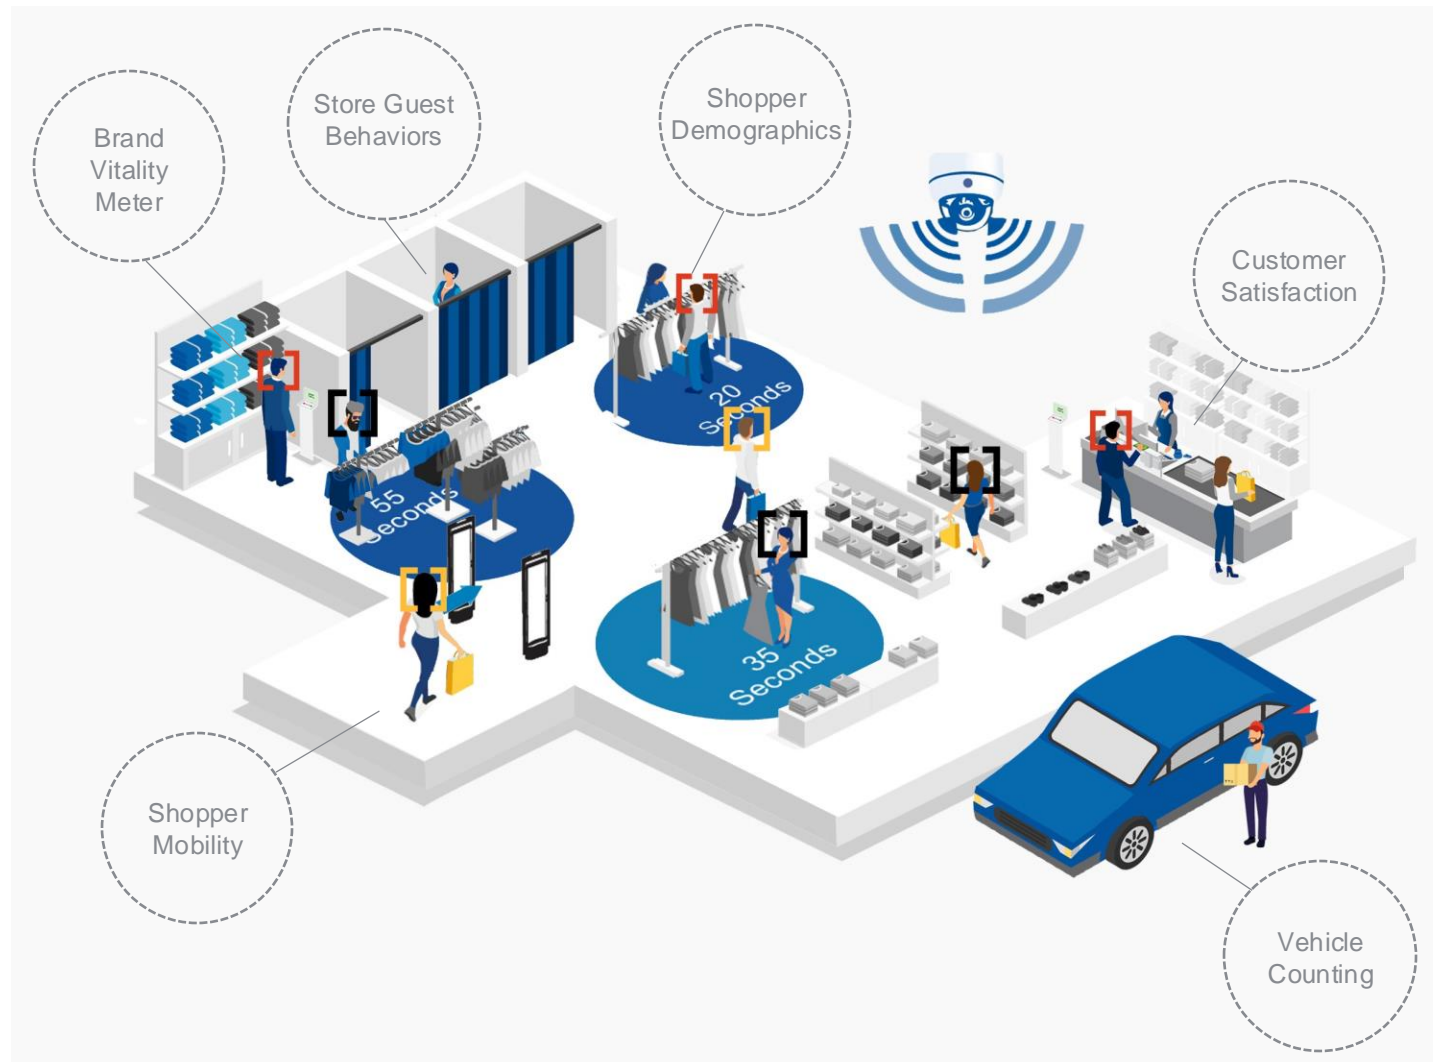 Brand
Vitality
Meter
Store Guest
Behaviors
Shopper
Demographics
Customer
Satisfaction
20
Seconds
55
Seconds
35
Seconds
Shopper
Mobility
Vehicle
Counting